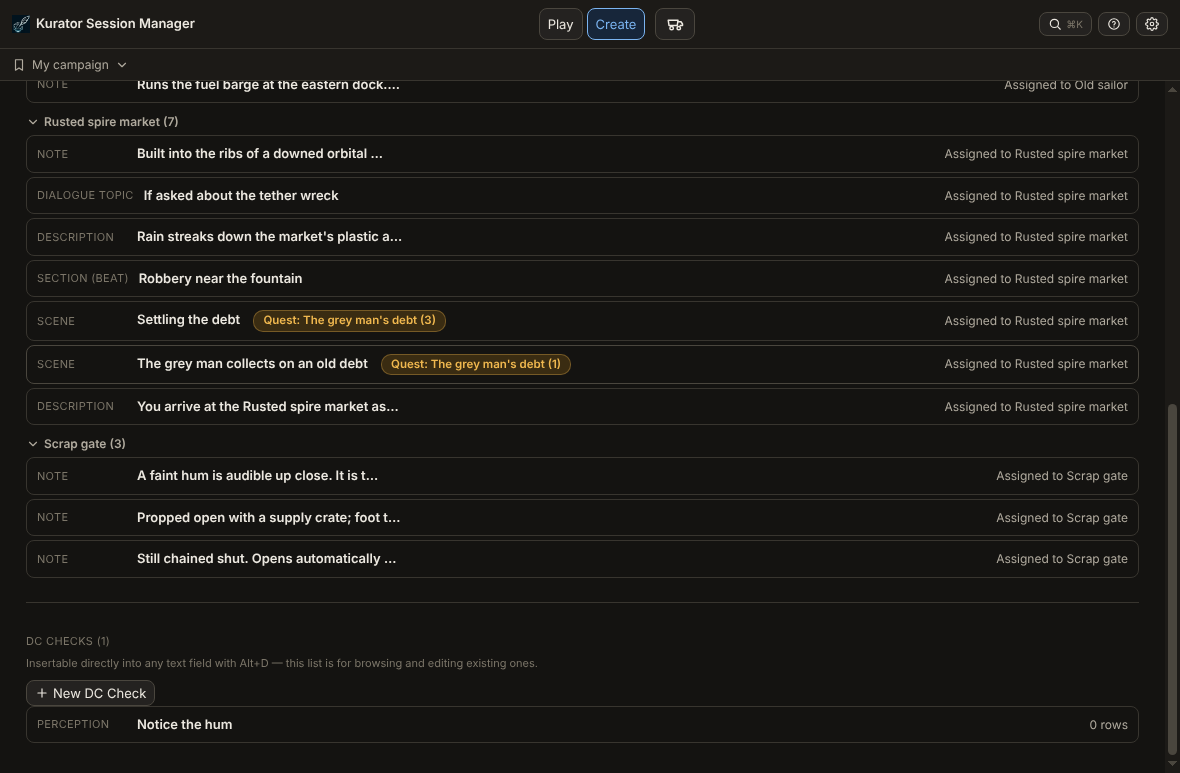 Kurator Session Manager
Play
Create
⌘K
My campaign
NOTE Runs the fuel barge at the eastern dock.... Assigned to Old sailor
Rusted spire market (7)
NOTE Built into the ribs of a downed orbital ... Assigned to Rusted spire market
DIALOGUE TOPIC If asked about the tether wreck Assigned to Rusted spire market
DESCRIPTION Rain streaks down the market's plastic a... Assigned to Rusted spire market
SECTION (BEAT) Robbery near the fountain Assigned to Rusted spire market
SCENE Settling the debt Quest: The grey man's debt (3) Assigned to Rusted spire market
SCENE The grey man collects on an old debt Quest: The grey man's debt (1) Assigned to Rusted spire market
DESCRIPTION You arrive at the Rusted spire market as... Assigned to Rusted spire market
Scrap gate (3)
NOTE A faint hum is audible up close. It is t... Assigned to Scrap gate
NOTE Propped open with a supply crate; foot t... Assigned to Scrap gate
NOTE Still chained shut. Opens automatically ... Assigned to Scrap gate
DC CHECKS (1)
Insertable directly into any text field with Alt+D — this list is for browsing and editing existing ones.
+ New DC Check
PERCEPTION Notice the hum 0 rows